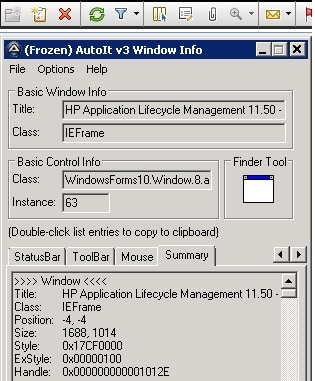 (Frozen) AutoIt v3 Window Info
File Options Help
Basic Window Info
Title: HP Application Lifecycle Management 11.50 -
Class: IEFrame
Basic Control Info
Finder Tool
Class: WindowsForms10.Window.8.a
Instance: 63
(Double-click list entries to copy to clipboard)
StatusBar ToolBar Mouse Summary
>>>> Window <<<<
Title: HP Application Lifecycle Management 11.50 -
Class: IEFrame
Position: -4, -4
Size: 1688, 1014
Style: 0x17CF0000
ExStyle: 0x00000100
Handle: 0x000000000001012E